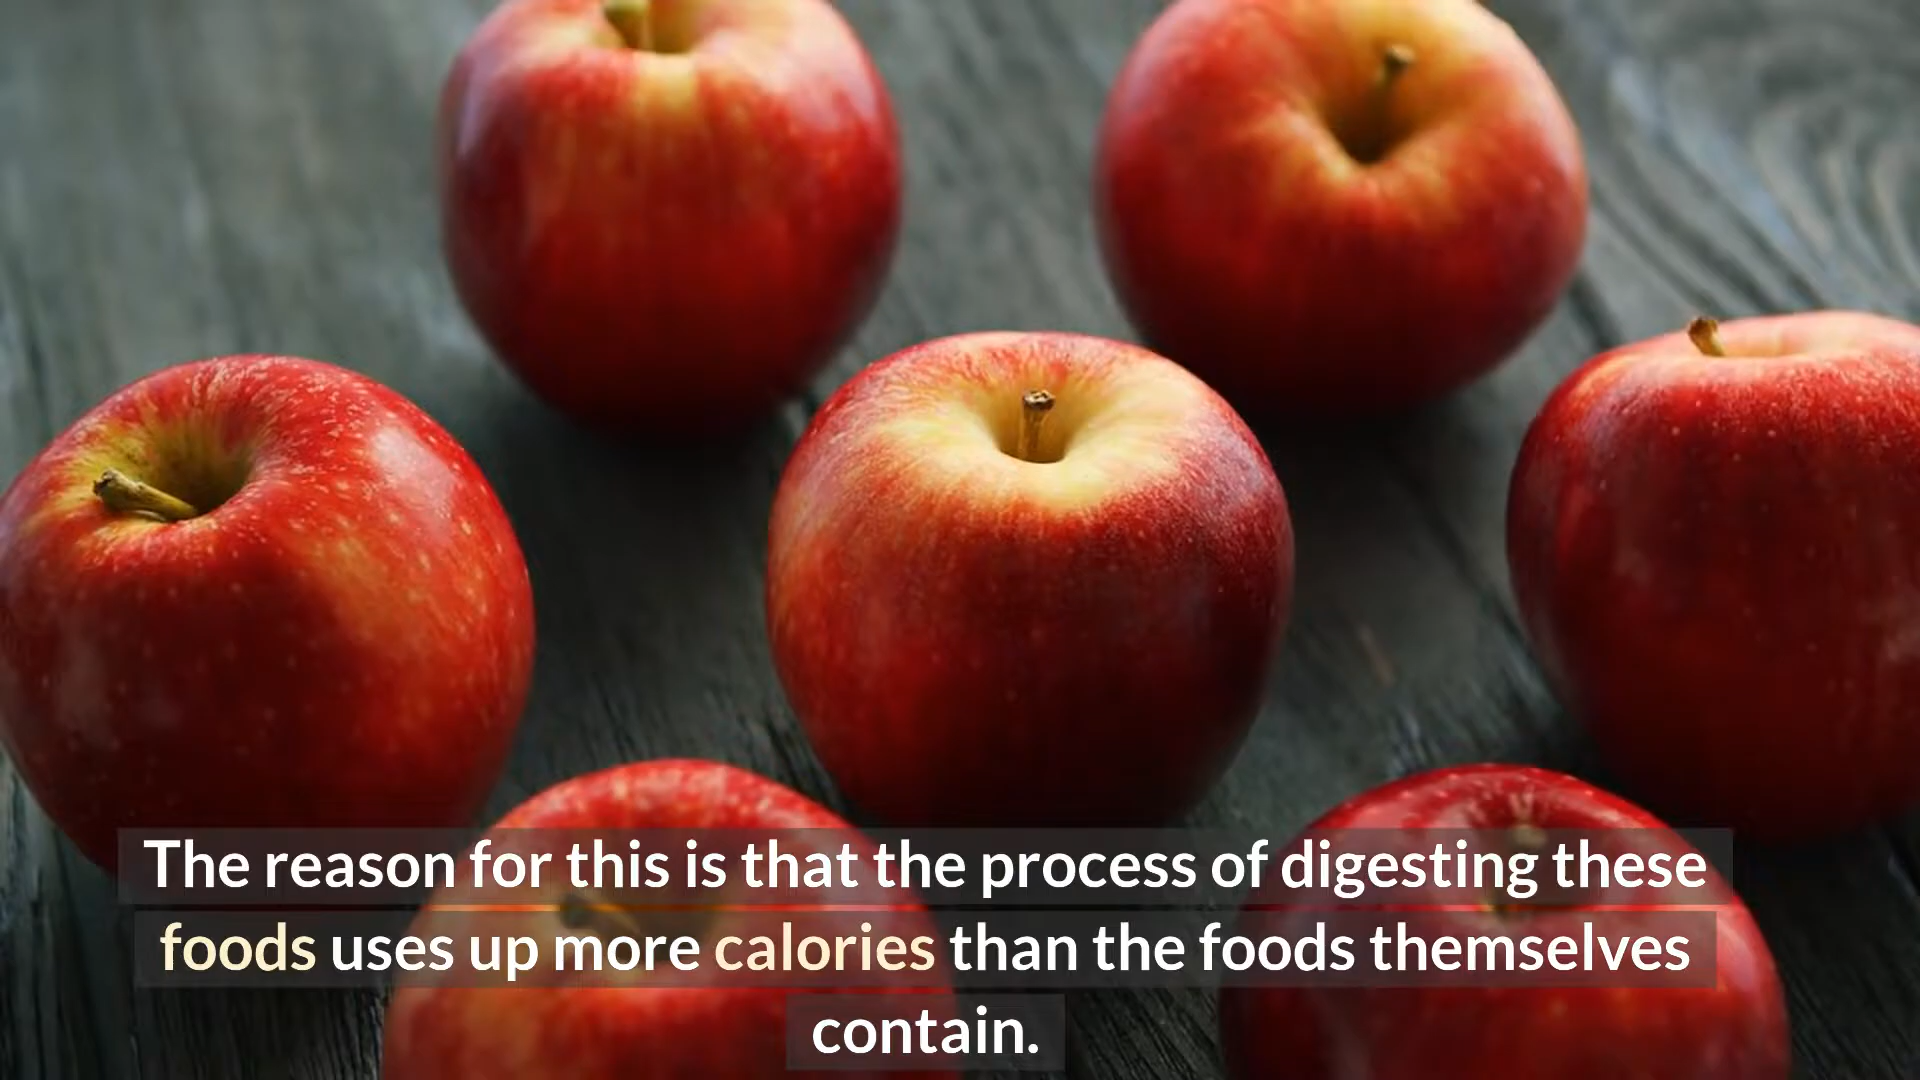 The reason for this is that the process of digesting these
foods uses up more calories than the foods themselves
contain.